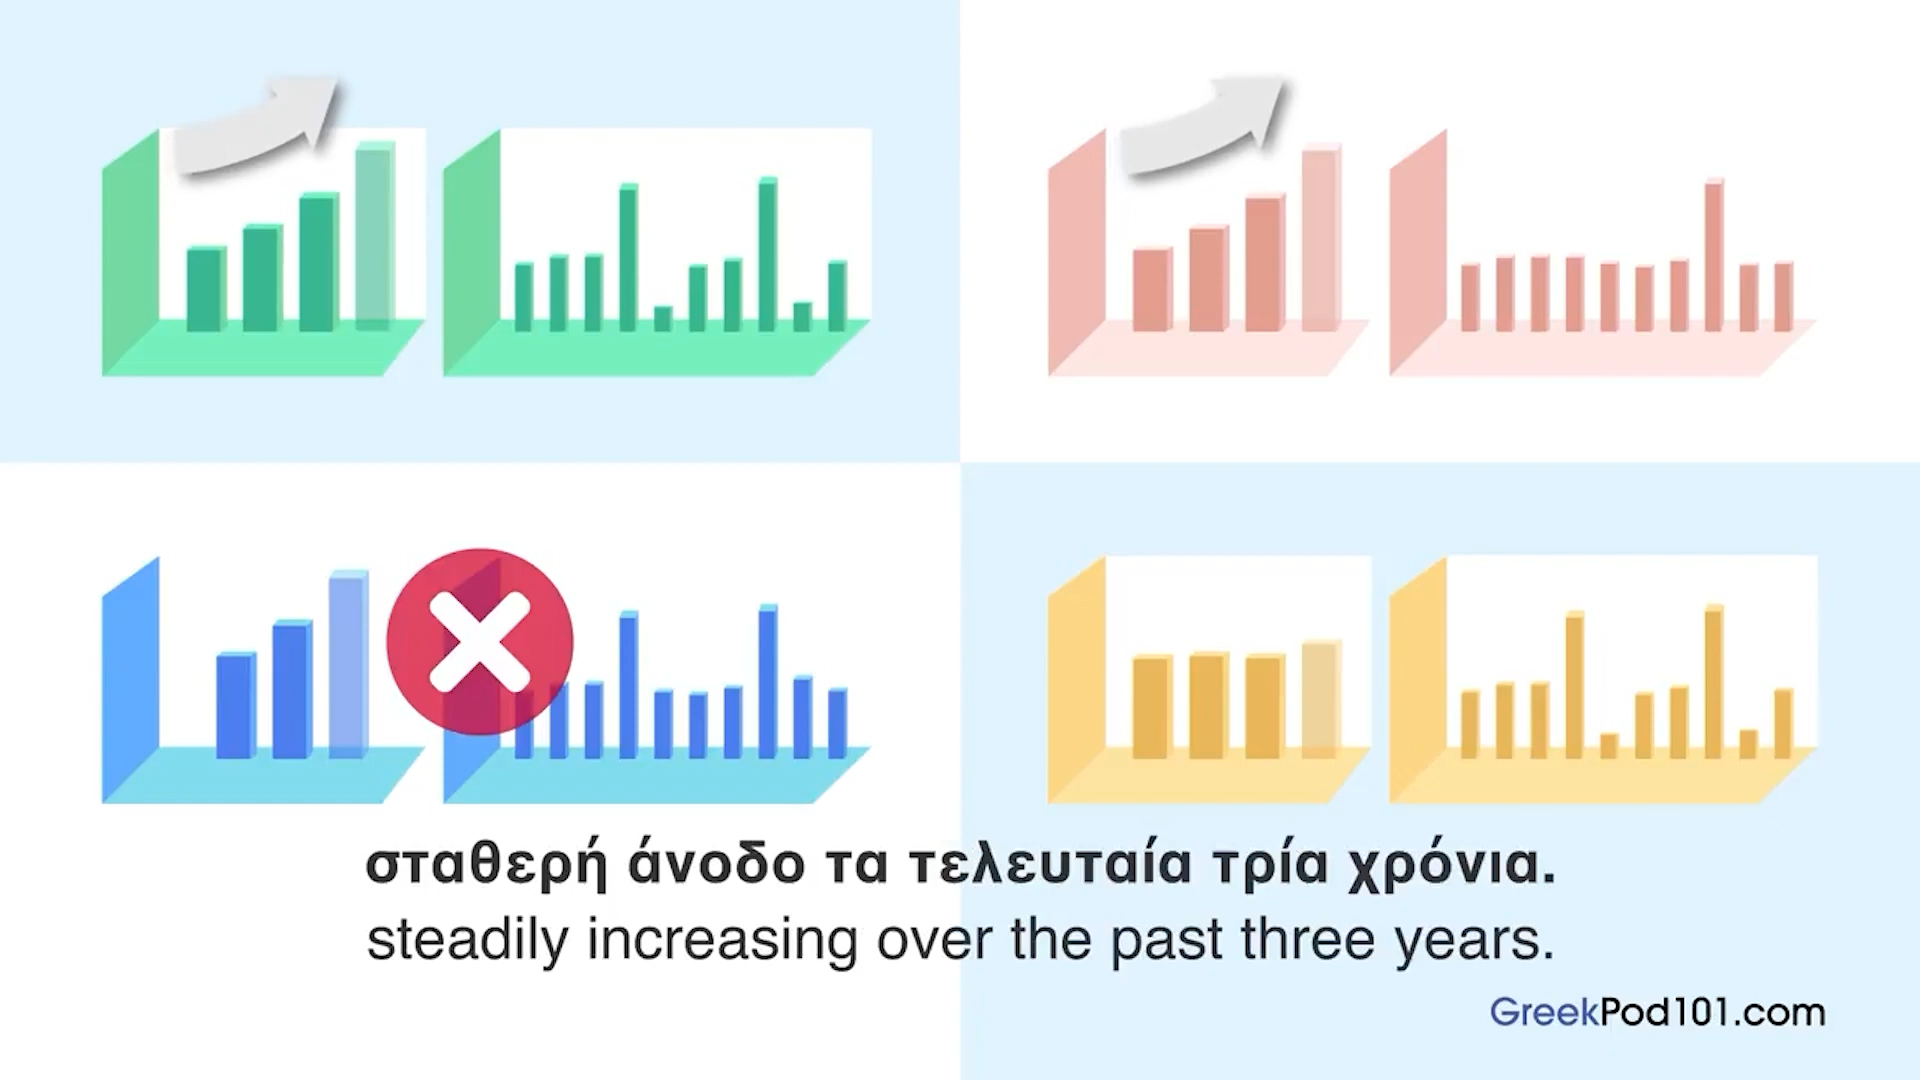 σταθερή άνοδο τα τελευταία τρία χρόνια.
steadily increasing over the past three years.
GreekPod101.com